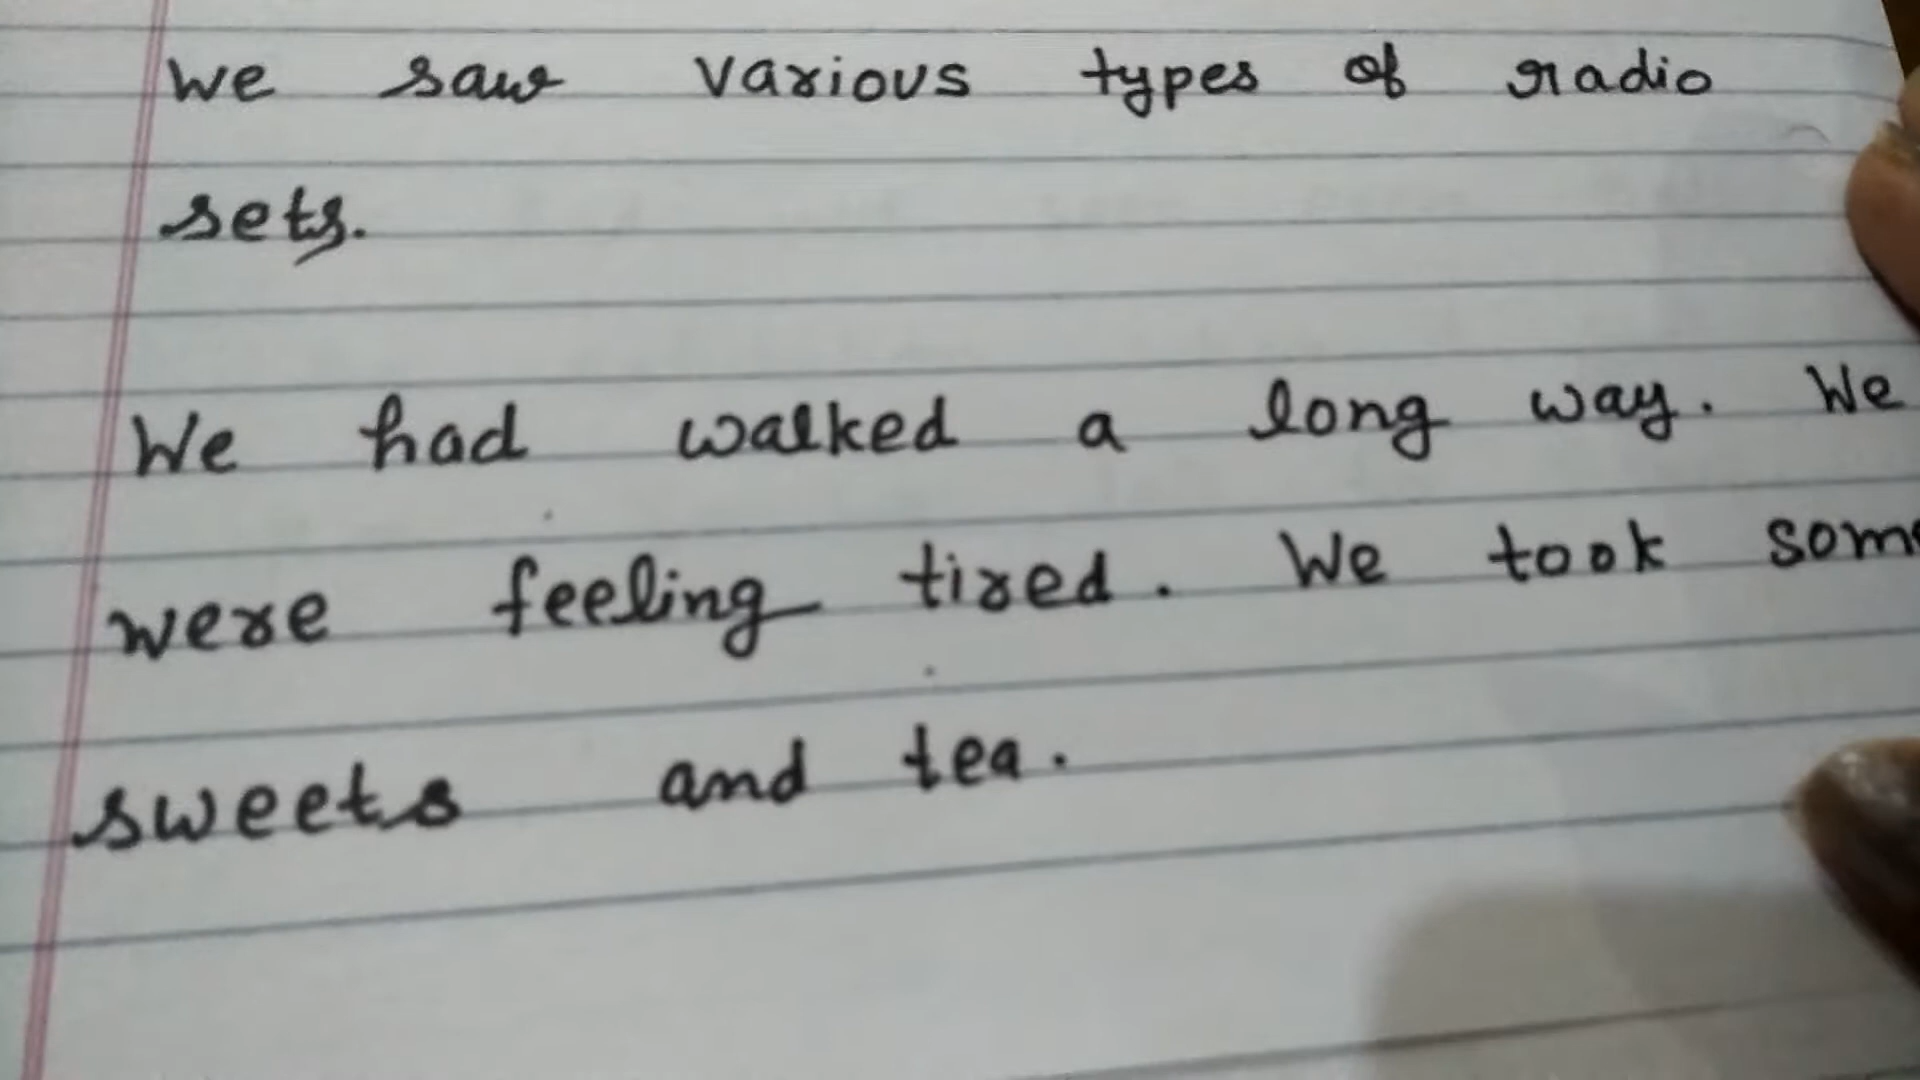 We saw various types of radio
sets.
We had walked a long way. We
were feeling tired. We took som
sweets and tea.